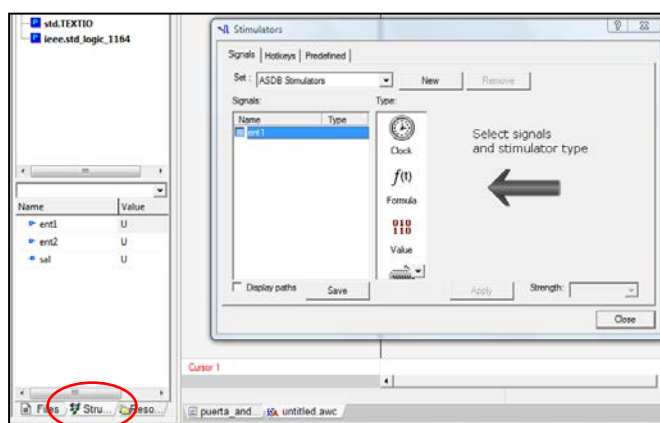 std.TEXTIO
ieee.std_logic_1164
Name Value
ent1 U
ent2 U
sal U
Files Stru... Reso...
Stimulators
Signals Hotkeys Predefined
Set : ASDB Stimulators New Remove
Signals: Type:
Name Type
ent1
Clock
f(t)
Formula
010
110
Value
Select signals
and stimulator type
Display paths Save Apply Strength:
Close
Cursor 1
puerta_and... untitled.awc